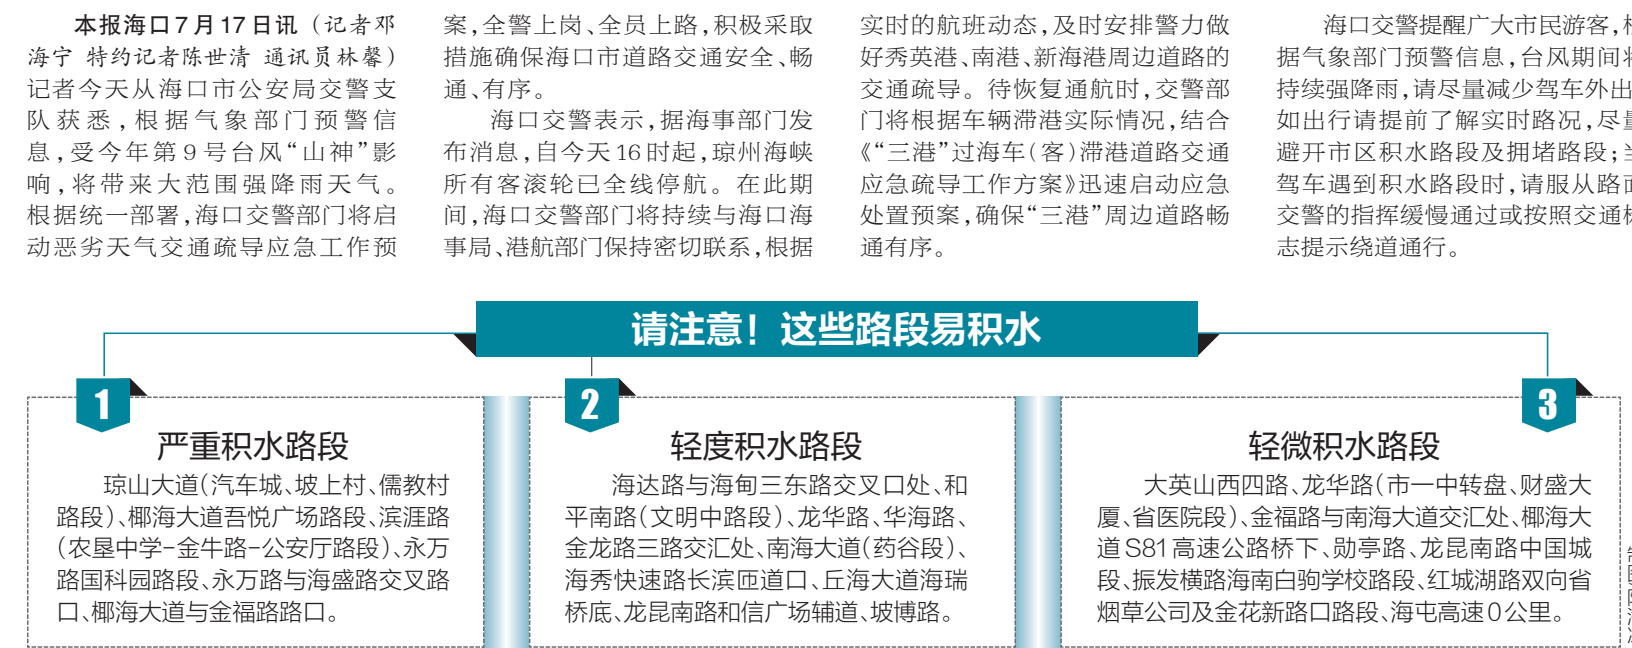 本报海口7月17日讯（记者邓
海宁 特约记者陈世清 通讯员林馨）
记者今天从海口市公安局交警支
队获悉，根据气象部门预警信
息，受今年第9号台风“山神”影
响，将带来大范围强降雨天气。
根据统一部署，海口交警部门将启
动恶劣天气交通疏导应急工作预
案，全警上岗、全员上路，积极采取
措施确保海口市道路交通安全、畅
通、有序。
海口交警表示，据海事部门发
布消息，自今天16时起，琼州海峡
所有客滚轮已全线停航。在此期
间，海口交警部门将持续与海口海
事局、港航部门保持密切联系，根据
实时的航班动态，及时安排警力做
好秀英港、南港、新海港周边道路的
交通疏导。待恢复通航时，交警部
门将根据车辆滞港实际情况，结合
《“三港”过海车（客）滞港道路交通
应急疏导工作方案》迅速启动应急
处置预案，确保“三港”周边道路畅
通有序。
海口交警提醒广大市民游客，
据气象部门预警信息，台风期间
持续强降雨，请尽量减少驾车外出
如出行请提前了解实时路况，尽
避开市区积水路段及拥堵路段；
驾车遇到积水路段时，请服从路
交警的指挥缓慢通过或按照交通
志提示绕道通行。
请注意！这些路段易积水
1
严重积水路段
琼山大道（汽车城、坡上村、儒教村
路段）、椰海大道吾悦广场路段、滨涯路
（农垦中学-金牛路-公安厅路段）、永万
路国科园路段、永万路与海盛路交叉路
口、椰海大道与金福路路口。
2
轻度积水路段
海达路与海甸三东路交叉口处、和
平南路（文明中路段）、龙华路、华海路、
金龙路三路交汇处、南海大道（药谷段）、
海秀快速路长滨匝道口、丘海大道海瑞
桥底、龙昆南路和信广场辅道、坡博路。
3
轻微积水路段
大英山西四路、龙华路（市一中转盘、财盛大
厦、省医院段）、金福路与南海大道交汇处、椰海大
道S81高速公路桥下、勋亭路、龙昆南路中国城
段、振发横路海南白驹学校路段、红城湖路双向省
烟草公司及金花新路口路段、海屯高速0公里。